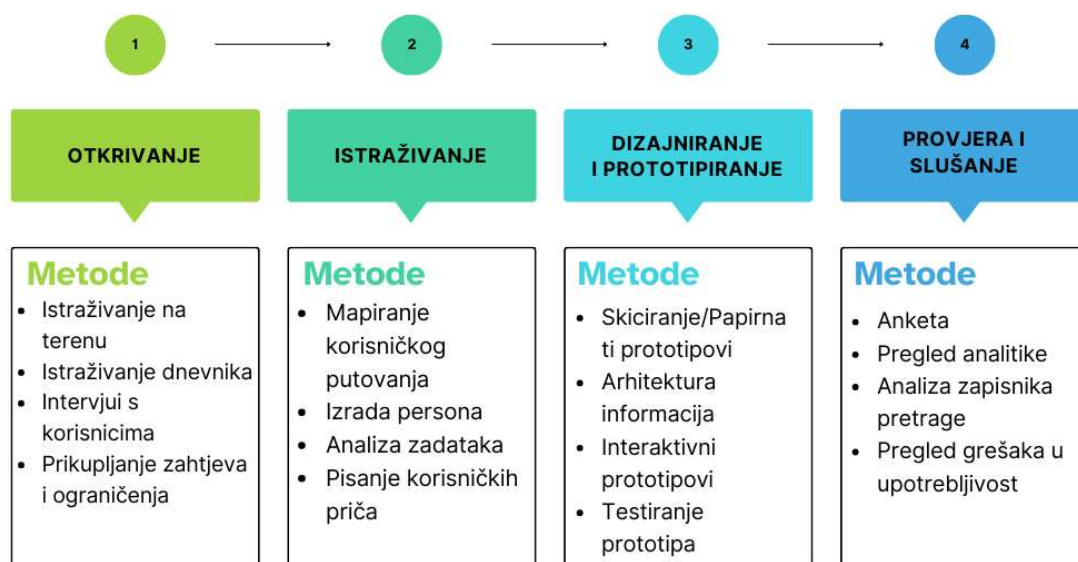 1
2
3
4
OTKRIVANJE
ISTRAŽIVANJE
DIZAJNIRANJE
I PROTOTIPIRANJE
PROVJERA I
SLUŠANJE
Metode
• Istraživanje na
terenu
• Istraživanje dnevnika
• Intervjui s
korisnicima
• Prikupljanje zahtjeva
i ograničenja
Metode
• Mapiranje
korisničkog
putovanja
• Izrada persona
• Analiza zadataka
• Pisanje korisničkih
priča
Metode
• Skiciranje/Papirna
ti prototipovi
• Arhitektura
informacija
• Interaktivni
prototipovi
• Testiranje
prototipa
Metode
• Anketa
• Pregled analitike
• Analiza zapisnika
pretrage
• Pregled grešaka u
upotrebljivost